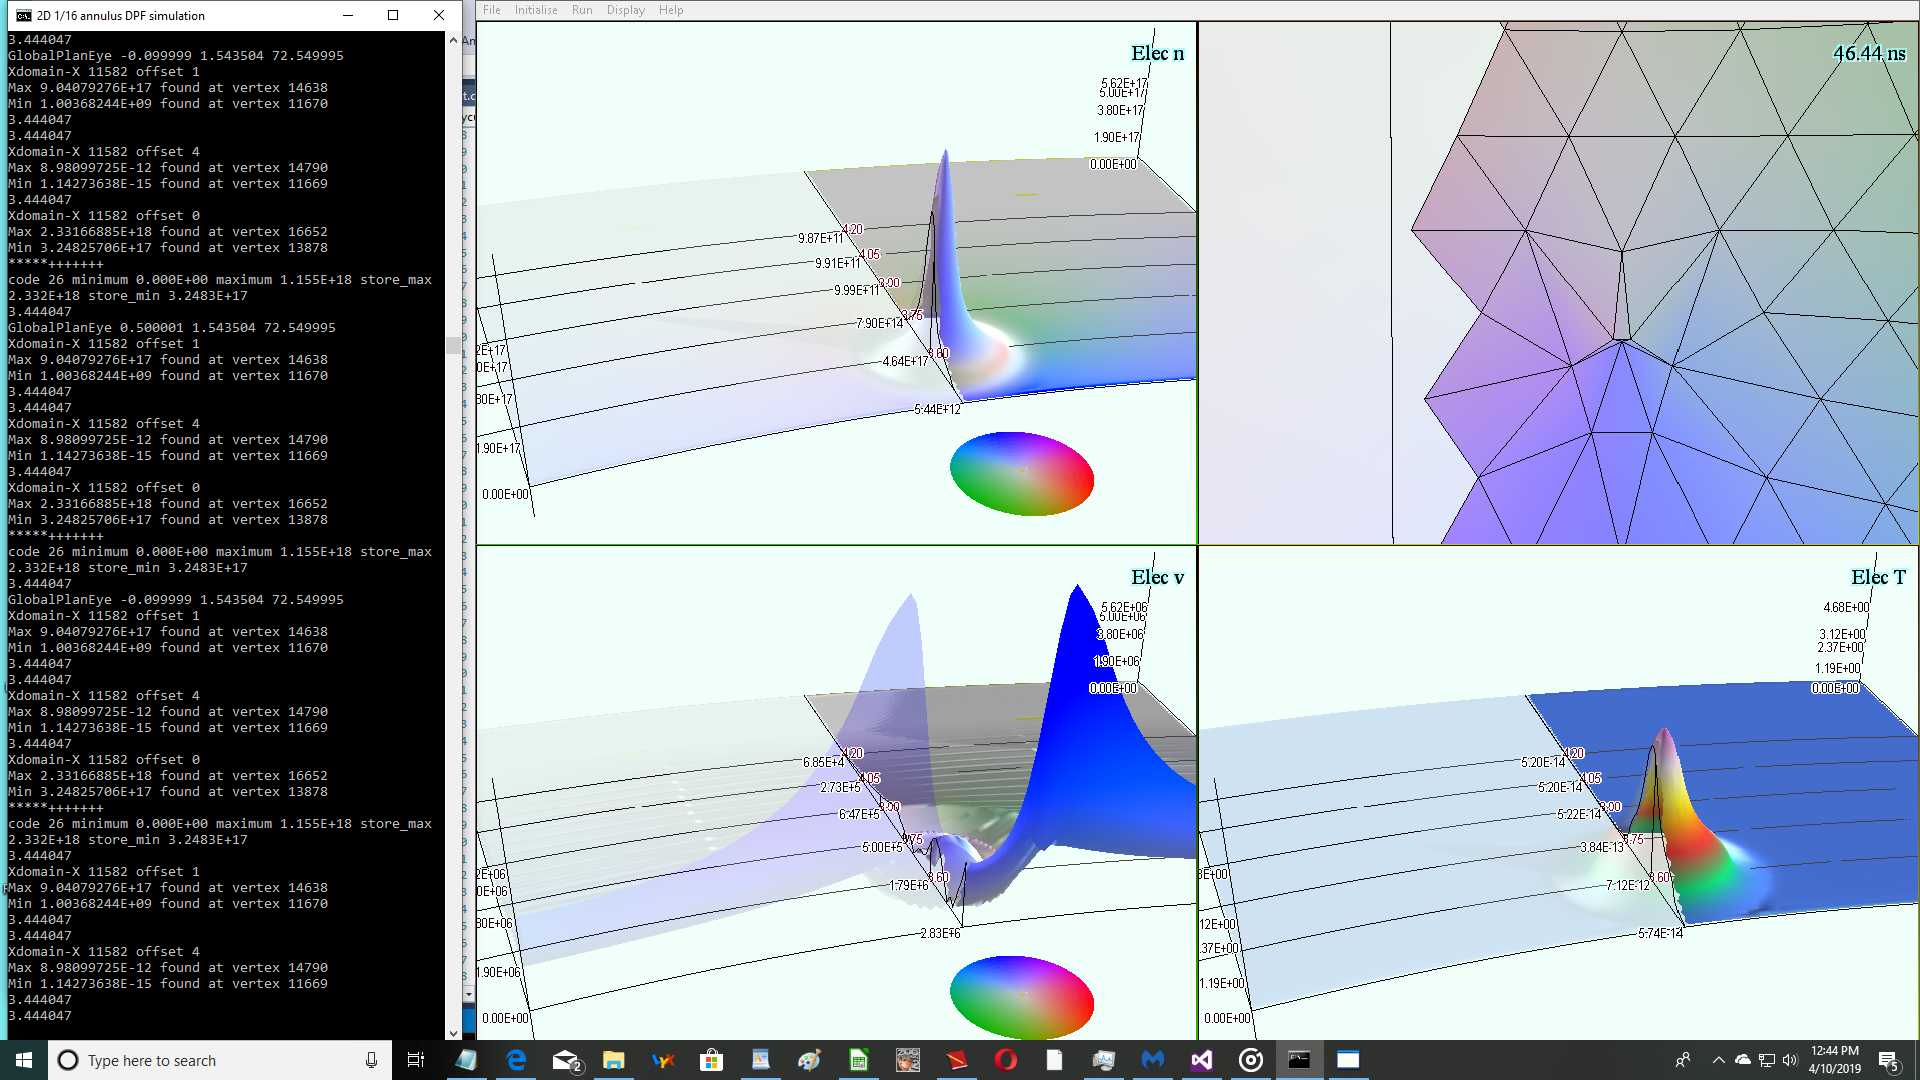 2D 1/16 annulus DPF simulation
3.444047
GlobalPlanEye -0.099999 1.543504 72.549995
Xdomain-X 11582 offset 1
Max 9.04079276E+17 found at vertex 14638
Min 1.00368244E+09 found at vertex 11670
3.444047
3.444047
Xdomain-X 11582 offset 4
Max 8.98099725E-12 found at vertex 14790
Min 1.14273638E-15 found at vertex 11669
3.444047
Xdomain-X 11582 offset 0
Max 2.33166885E+18 found at vertex 16652
Min 3.24825706E+17 found at vertex 13878
*****+++++++
code 26 minimum 0.000E+00 maximum 1.155E+18 store_max
2.332E+18 store_min 3.2483E+17
3.444047
GlobalPlanEye 0.500001 1.543504 72.549995
Xdomain-X 11582 offset 1
Max 9.04079276E+17 found at vertex 14638
Min 1.00368244E+09 found at vertex 11670
3.444047
3.444047
Xdomain-X 11582 offset 4
Max 8.98099725E-12 found at vertex 14790
Min 1.14273638E-15 found at vertex 11669
3.444047
Xdomain-X 11582 offset 0
Max 2.33166885E+18 found at vertex 16652
Min 3.24825706E+17 found at vertex 13878
*****+++++++
code 26 minimum 0.000E+00 maximum 1.155E+18 store_max
2.332E+18 store_min 3.2483E+17
3.444047
GlobalPlanEye -0.099999 1.543504 72.549995
Xdomain-X 11582 offset 1
Max 9.04079276E+17 found at vertex 14638
Min 1.00368244E+09 found at vertex 11670
3.444047
3.444047
Xdomain-X 11582 offset 4
Max 8.98099725E-12 found at vertex 14790
Min 1.14273638E-15 found at vertex 11669
3.444047
Xdomain-X 11582 offset 0
Max 2.33166885E+18 found at vertex 16652
Min 3.24825706E+17 found at vertex 13878
*****+++++++
code 26 minimum 0.000E+00 maximum 1.155E+18 store_max
2.332E+18 store_min 3.2483E+17
3.444047
Xdomain-X 11582 offset 1
Max 9.04079276E+17 found at vertex 14638
Min 1.00368244E+09 found at vertex 11670
3.444047
3.444047
Xdomain-X 11582 offset 4
Max 8.98099725E-12 found at vertex 14790
Min 1.14273638E-15 found at vertex 11669
3.444047
3.444047
File Initialise Run Display Help
Elec n
5.62E+17
5.00E+17
3.80E+17
1.90E+17
0.00E+00
4.20
9.87E+11
4.05
9.91E+11
3.90
9.99E+11
3.75
7.90E+14
3.60
4.64E+17
5.44E+12
2E+17
0E+17
80E+17
1.90E+17
0.00E+00
46.44 ns
Elec v
5.62E+06
5.00E+06
3.80E+06
1.90E+06
0.00E+00
4.20
6.85E+4
4.05
2.73E+5
3.90
6.47E+5
3.75
5.00E+5
3.60
1.79E+6
2.83E+6
2E+06
0E+06
80E+06
1.90E+06
0.00E+00
Elec T
4.68E+00
3.12E+00
2.37E+00
1.19E+00
0.00E+00
4.20
5.20E-14
4.05
5.20E-14
3.90
5.22E-14
3.75
3.84E-13
3.60
7.12E-12
5.74E-14
8E+00
12E+00
.37E+00
1.19E+00
0.00E+00
Type here to search
2
12:44 PM
4/10/2019
5